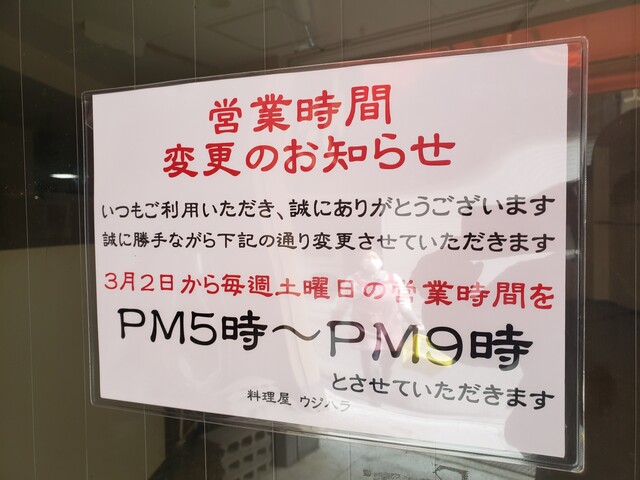 営業時間
変更のお知らせ
いつもご利用いただき、誠にありがとうございます
誠に勝手ながら下記の通り変更させていただきます
3月2日から毎週土曜日の営業時間を
PM5時～PM9時
とさせていただきます
料理屋 ウジハラ